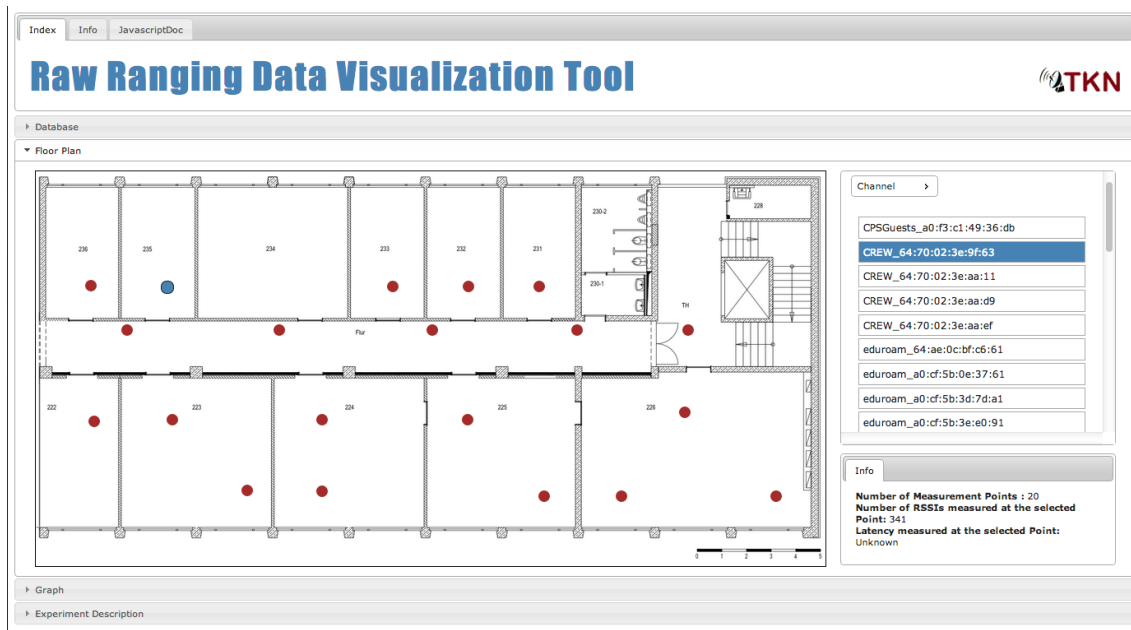 Index Info JavascriptDoc
Raw Ranging Data Visualization Tool
TKN
Database
Floor Plan
236
235
234
233
232
231
230-2
230-1
228
TH
Flur
222
223
224
225
226
0 1 2 3 4 5
Channel
CPSGuests_a0:f3:c1:49:36:db
CREW_64:70:02:3e:9f:63
CREW_64:70:02:3e:aa:11
CREW_64:70:02:3e:aa:d9
CREW_64:70:02:3e:aa:ef
eduroam_64:ae:0c:bf:c6:61
eduroam_a0:cf:5b:0e:37:61
eduroam_a0:cf:5b:3d:7d:a1
eduroam_a0:cf:5b:3e:e0:91
Info
Number of Measurement Points : 20
Number of RSSIs measured at the selected
Point: 341
Latency measured at the selected Point:
Unknown
Graph
Experiment Description